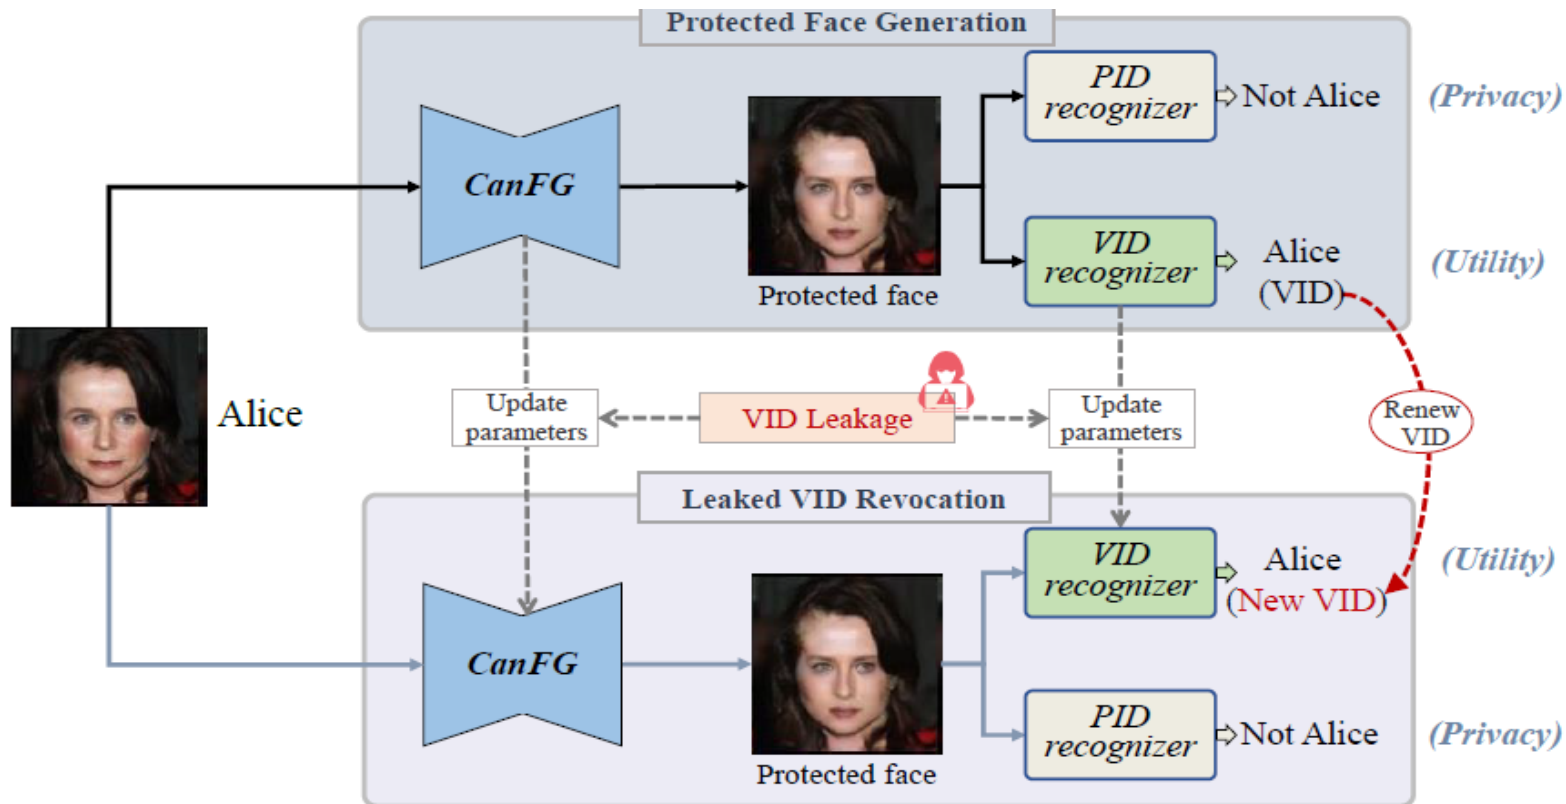 Protected Face Generation
PID
recognizer
Not Alice
(Privacy)
CanFG
VID
recognizer
Alice
(VID)
(Utility)
Protected face
Alice
Update
parameters
VID Leakage
Update
parameters
Renew
VID
Leaked VID Revocation
VID
recognizer
Alice
(New VID)
(Utility)
CanFG
PID
recognizer
Not Alice
(Privacy)
Protected face